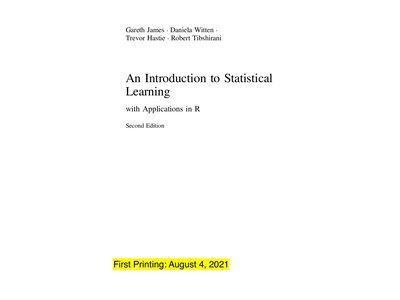 Gareth James · Daniela Witten ·
Trevor Hastie · Robert Tibshirani
An Introduction to Statistical
Learning
with Applications in R
Second Edition
First Printing: August 4, 2021